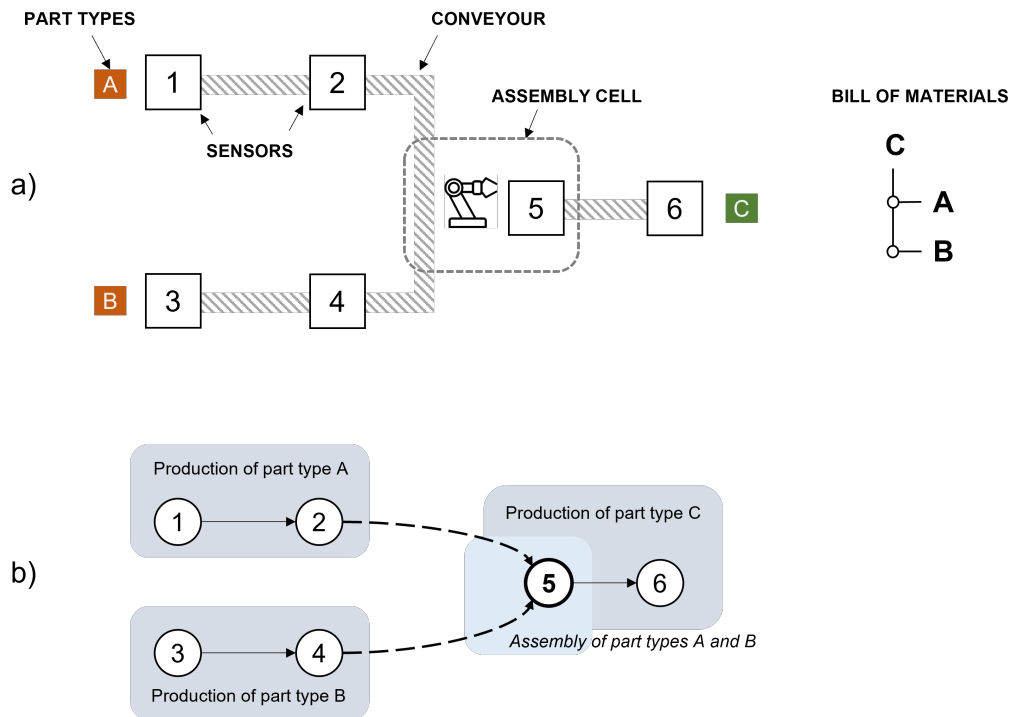 PART TYPES
CONVEYOUR
A
1
2
ASSEMBLY CELL
BILL OF MATERIALS
SENSORS
C
a)
5
6
C
A
B
B
3
4
Production of part type A
1
2
Production of part type C
b)
5
6
3
4
Assembly of part types A and B
Production of part type B